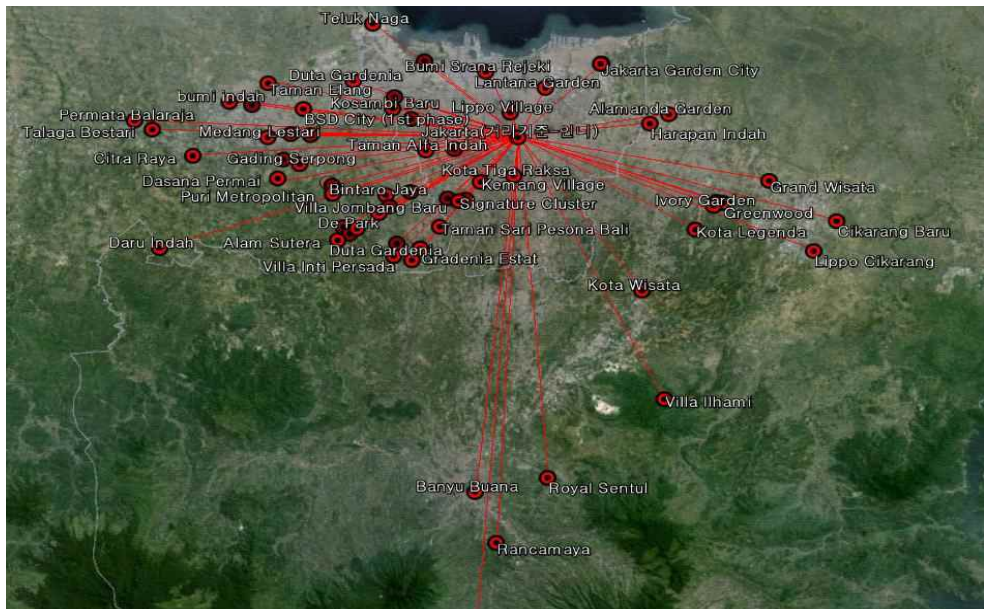 Teluk Naga
Bumi Srana Rejeki
Jakarta Garden City
Duta Gardenia
Lantana Garden
Taman Elang
bumi indah
Kosambi Baru
Lippo Village
Alamanda Garden
Permata Balaraja
BSD City (1st phase)
Talaga Bestari
Medang Lestari
Jakarta(거리기준-인니)
Harapan Indah
Taman Alfa Indah
Citra Raya
Gading Serpong
Kota Tiga Raksa
Dasana Permai
Kemang Village
Grand Wisata
Puri Metropolitan
Bintaro Jaya
Ivory Garden
Villa Jombang Baru
Signature Cluster
Greenwood
De Park
Taman Sari Pesona Bali
Kota Legenda
Cikarang Baru
Daru Indah
Alam Sutera
Duta Gardenia
Gradenia Estat
Lippo Cikarang
Villa Inti Persada
Kota Wisata
Villa Ilhami
Banyu Buana
Royal Sentul
Rancamaya